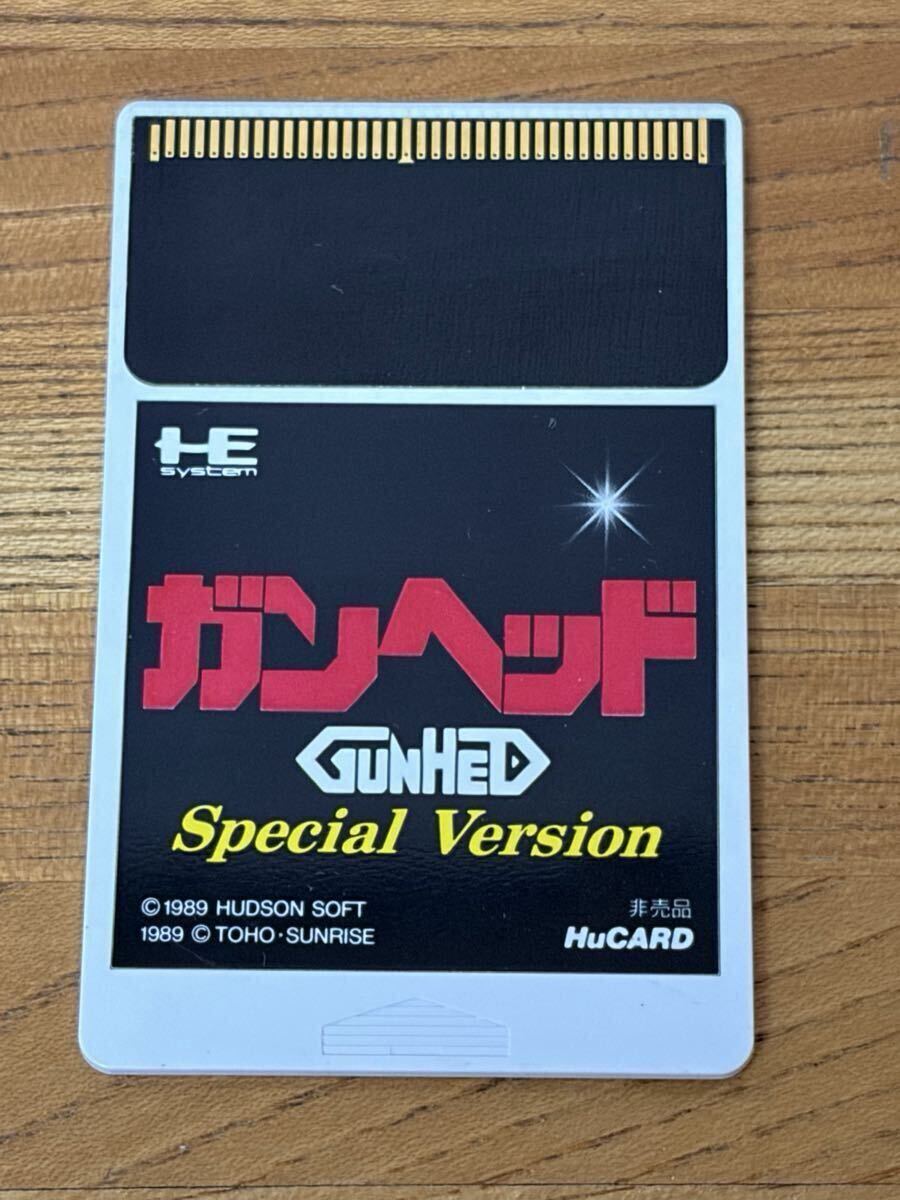 HE
system
ガンヘッド
GUNHED
Special Version
©1989 HUDSON SOFT
1989 © TOHO・SUNRISE
非売品
HuCARD